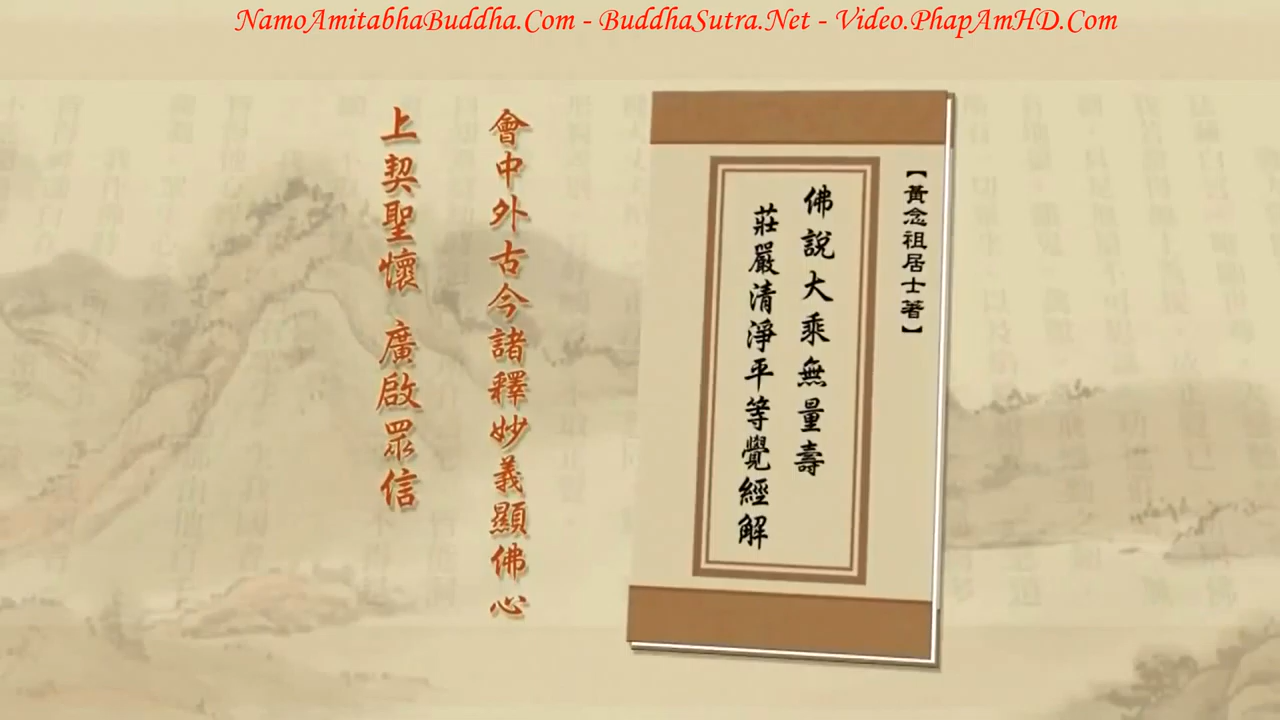 NamoAmitabhaBuddha.Com - BuddhaSutra.Net - Video.PhapAmHD.Com
【黃念祖居士著】
佛說大乘無量壽
莊嚴清淨平等覺經解
會中外古今諸釋妙義顯佛心
上契聖懷 廣啟眾信